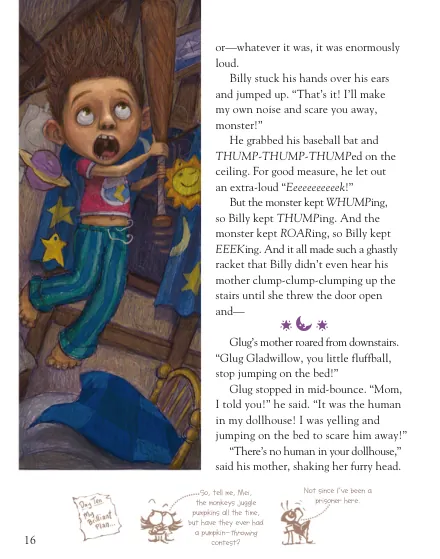 or—whatever it was, it was enormously
loud.
Billy stuck his hands over his ears
and jumped up. “That’s it! I’ll make
my own noise and scare you away,
monster!”
He grabbed his baseball bat and
THUMP-THUMP-THUMPed on the
ceiling. For good measure, he let out
an extra-loud “Eeeeeeeeeeek!”
But the monster kept WHUMPing,
so Billy kept THUMPing. And the
monster kept ROARing, so Billy kept
EEEKing. And it all made such a ghastly
racket that Billy didn’t even hear his
mother clump-clump-clumping up the
stairs until she threw the door open
and—
Glug’s mother roared from downstairs.
“Glug Gladwillow, you little fluffball,
stop jumping on the bed!”
Glug stopped in mid-bounce. “Mom,
I told you!” he said. “It was the human
in my dollhouse! I was yelling and
jumping on the bed to scare him away!”
“There’s no human in your dollhouse,”
said his mother, shaking her furry head.
Day Ten
My
Brilliant
Plan...
So, tell me, Mei,
the monkeys juggle
pumpkins all the time,
but have they ever had
a pumpkin-throwing
contest?
Not since I’ve been a
prisoner here.
16